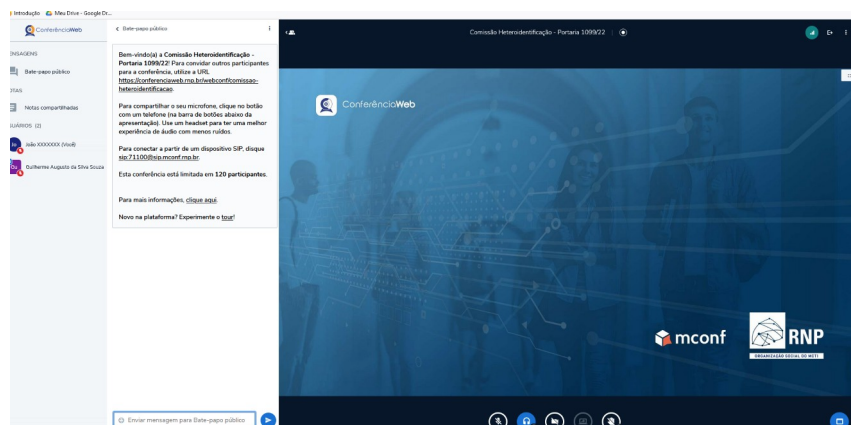 Introdução Meu Drive - Google Dr...
ConferênciaWeb
ENSAGENS
Bate-papo público
OTAS
Notas compartilhadas
SUÁRIOS (2)
Jo João XXXXXXX (Você)
Gu Guilherme Augusto da Silva Souza
Bate-papo público
Bem-vindo(a) a Comissão Heteroidentificação -
Portaria 1099/22! Para convidar outros participantes
para a conferência, utilize a URL
https://conferenciaweb.rnp.br/webconf/comissao-
heteroidentificacao.
Para compartilhar o seu microfone, clique no botão
com um telefone (na barra de botões abaixo da
apresentação). Use um headset para ter uma melhor
experiência de áudio com menos ruídos.
Para conectar a partir de um dispositivo SIP, disque
sip:71100@sip.mconf.rnp.br.
Esta conferência está limitada em 120 participantes.
Para mais informações, clique aqui.
Novo na plataforma? Experimente o tour!
Enviar mensagem para Bate-papo público
Comissão Heteroidentificação - Portaria 1099/22
ConferênciaWeb
mconf
RNP
ORGANIZAÇÃO SOCIAL DO MCTI